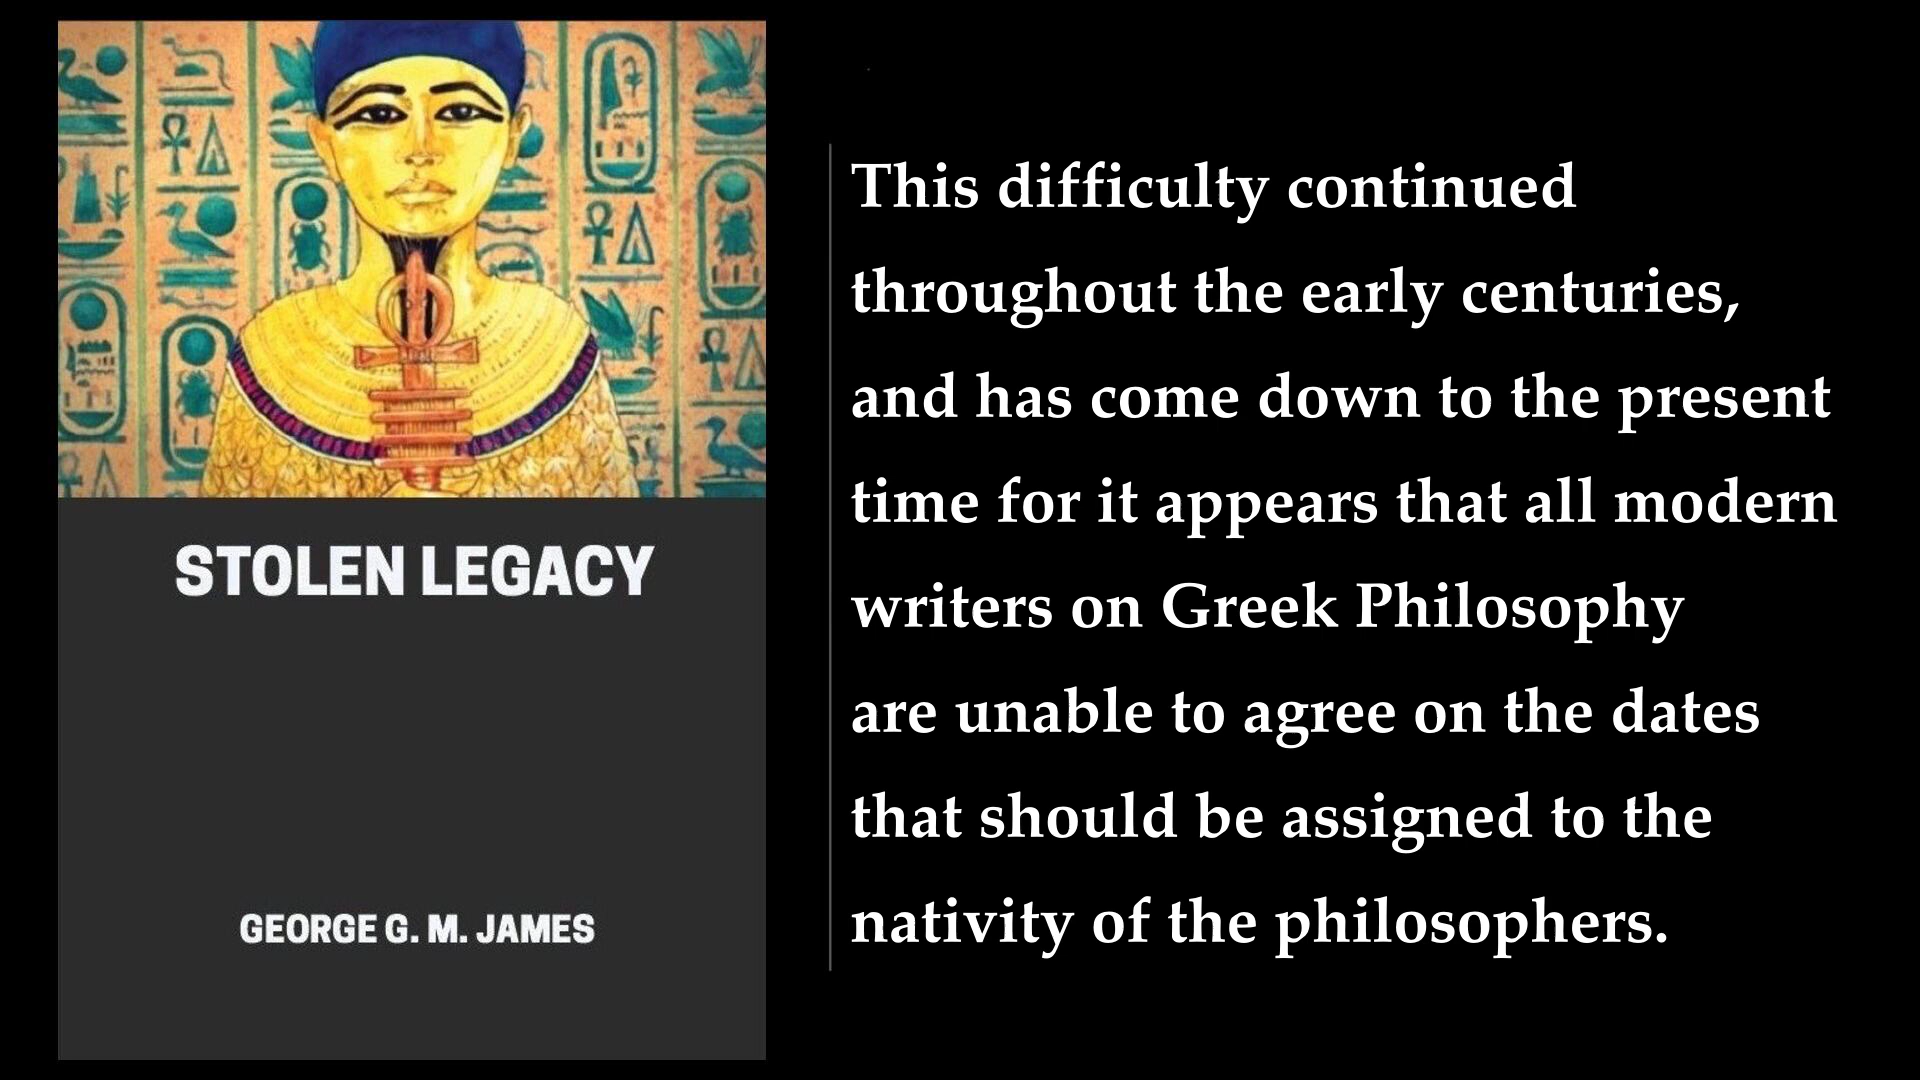 STOLEN LEGACY
GEORGE G. M. JAMES
This difficulty continued
throughout the early centuries,
and has come down to the present
time for it appears that all modern
writers on Greek Philosophy
are unable to agree on the dates
that should be assigned to the
nativity of the philosophers.